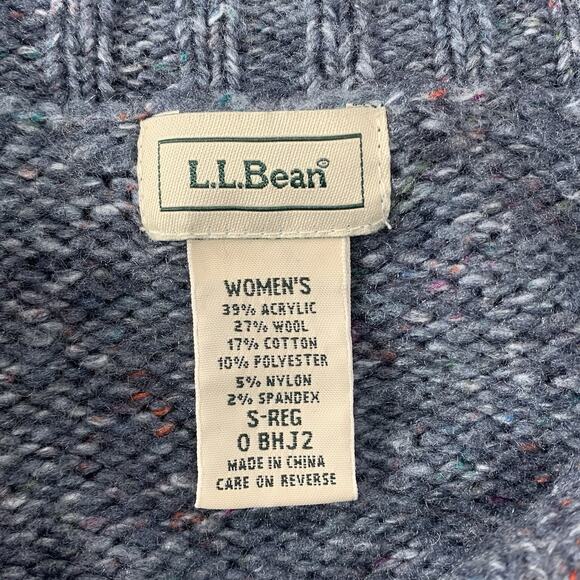 L.L.Bean®
WOMEN'S
39% ACRYLIC
27% WOOL
17% COTTON
10% POLYESTER
5% NYLON
2% SPANDEX
S-REG
0 BHJ2
MADE IN CHINA
CARE ON REVERSE